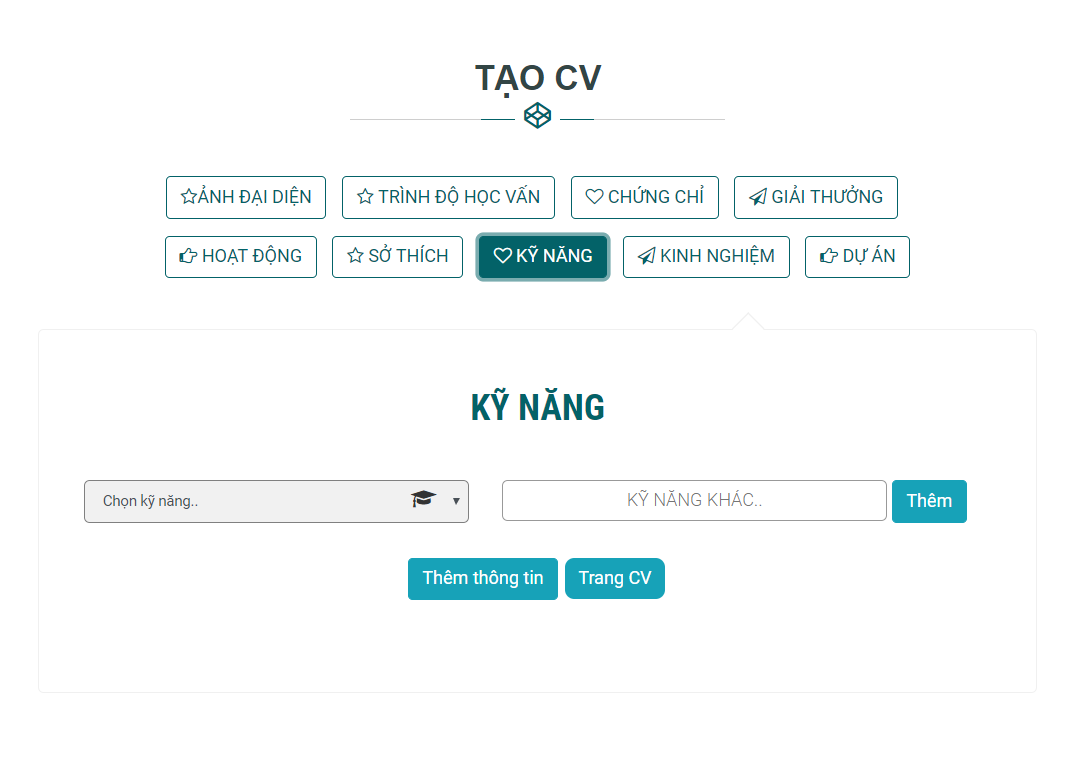 TẠO CV
ẢNH ĐẠI DIỆN TRÌNH ĐỘ HỌC VẤN CHỨNG CHỈ GIẢI THƯỞNG
HOẠT ĐỘNG SỞ THÍCH KỸ NĂNG KINH NGHIỆM DỰ ÁN
KỸ NĂNG
Chọn kỹ năng.. KỸ NĂNG KHÁC.. Thêm
Thêm thông tin Trang CV